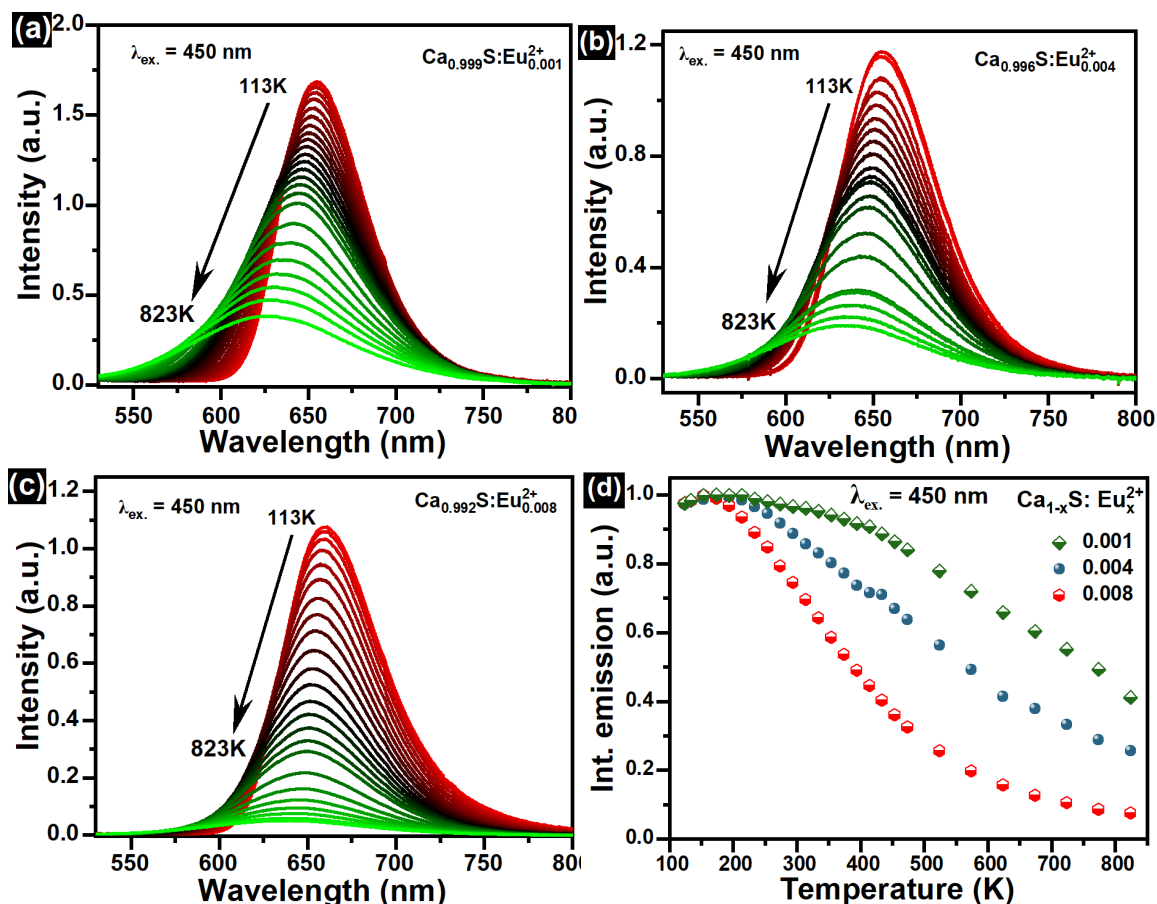 (a)
λex. = 450 nm
Ca0.999S:Eu2+0.001
113K
823K
2.0
1.5
1.0
0.5
0.0
Intensity (a.u.)
550 600 650 700 750 800
Wavelength (nm)
(b)
λex. = 450 nm
Ca0.996S:Eu2+0.004
113K
823K
1.2
0.8
0.4
0.0
Intensity (a.u.)
550 600 650 700 750 800
Wavelength (nm)
(c)
λex. = 450 nm
Ca0.992S:Eu2+0.008
113K
823K
1.2
1.0
0.8
0.6
0.4
0.2
0.0
Intensity (a.u.)
550 600 650 700 750 800
Wavelength (nm)
(d)
λex. = 450 nm
Ca1-xS: Eu2+x
0.001
0.004
0.008
1.0
0.8
0.6
0.4
0.2
0.0
Int. emission (a.u.)
100 200 300 400 500 600 700 800
Temperature (K)